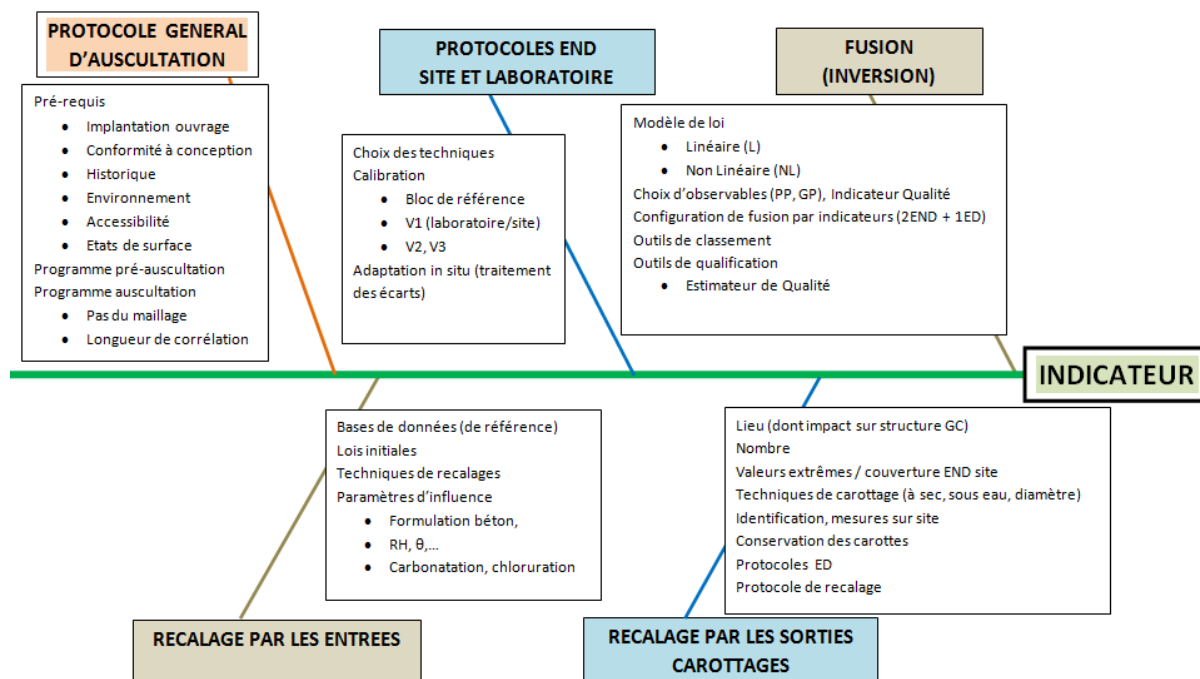 PROTOCOLE GENERAL
D’AUSCULTATION
Pré-requis
• Implantation ouvrage
• Conformité à conception
• Historique
• Environnement
• Accessibilité
• Etats de surface
Programme pré-auscultation
Programme auscultation
• Pas du maillage
• Longueur de corrélation
PROTOCOLES END
SITE ET LABORATOIRE
Choix des techniques
Calibration
• Bloc de référence
• V1 (laboratoire/site)
• V2, V3
Adaptation in situ (traitement
des écarts)
FUSION
(INVERSION)
Modèle de loi
• Linéaire (L)
• Non Linéaire (NL)
Choix d’observables (PP, GP), Indicateur Qualité
Configuration de fusion par indicateurs (2END + 1ED)
Outils de classement
Outils de qualification
• Estimateur de Qualité
INDICATEUR
Bases de données (de référence)
Lois initiales
Techniques de recalages
Paramètres d’influence
• Formulation béton,
• RH, θ,...
• Carbonatation, chloruration
RECALAGE PAR LES ENTREES
Lieu (dont impact sur structure GC)
Nombre
Valeurs extrêmes / couverture END site
Techniques de carottage (à sec, sous eau, diamètre)
Identification, mesures sur site
Conservation des carottes
Protocoles ED
Protocole de recalage
RECALAGE PAR LES SORTIES
CAROTTAGES